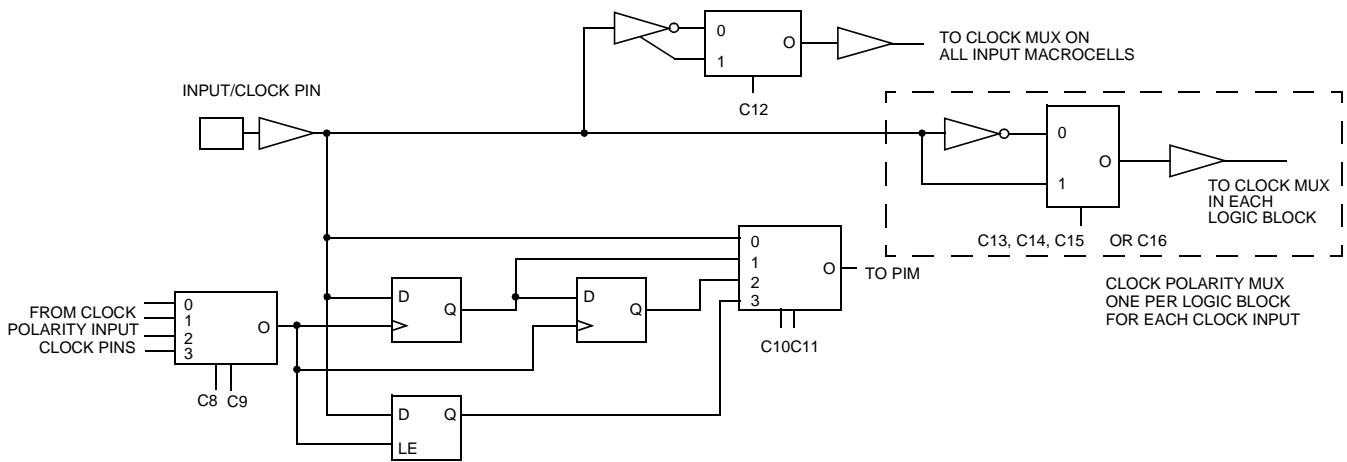 TO CLOCK MUX ON
ALL INPUT MACROCELLS
0
1
O
C12
INPUT/CLOCK PIN
0
1
O
TO CLOCK MUX
IN EACH
LOGIC BLOCK
C13, C14, C15 OR C16
CLOCK POLARITY MUX
ONE PER LOGIC BLOCK
FOR EACH CLOCK INPUT
0
1
2
3
O
TO PIM
C10C11
D
Q
D
Q
FROM CLOCK
POLARITY INPUT
CLOCK PINS
0
1
2
3
O
C8 C9
D Q
LE